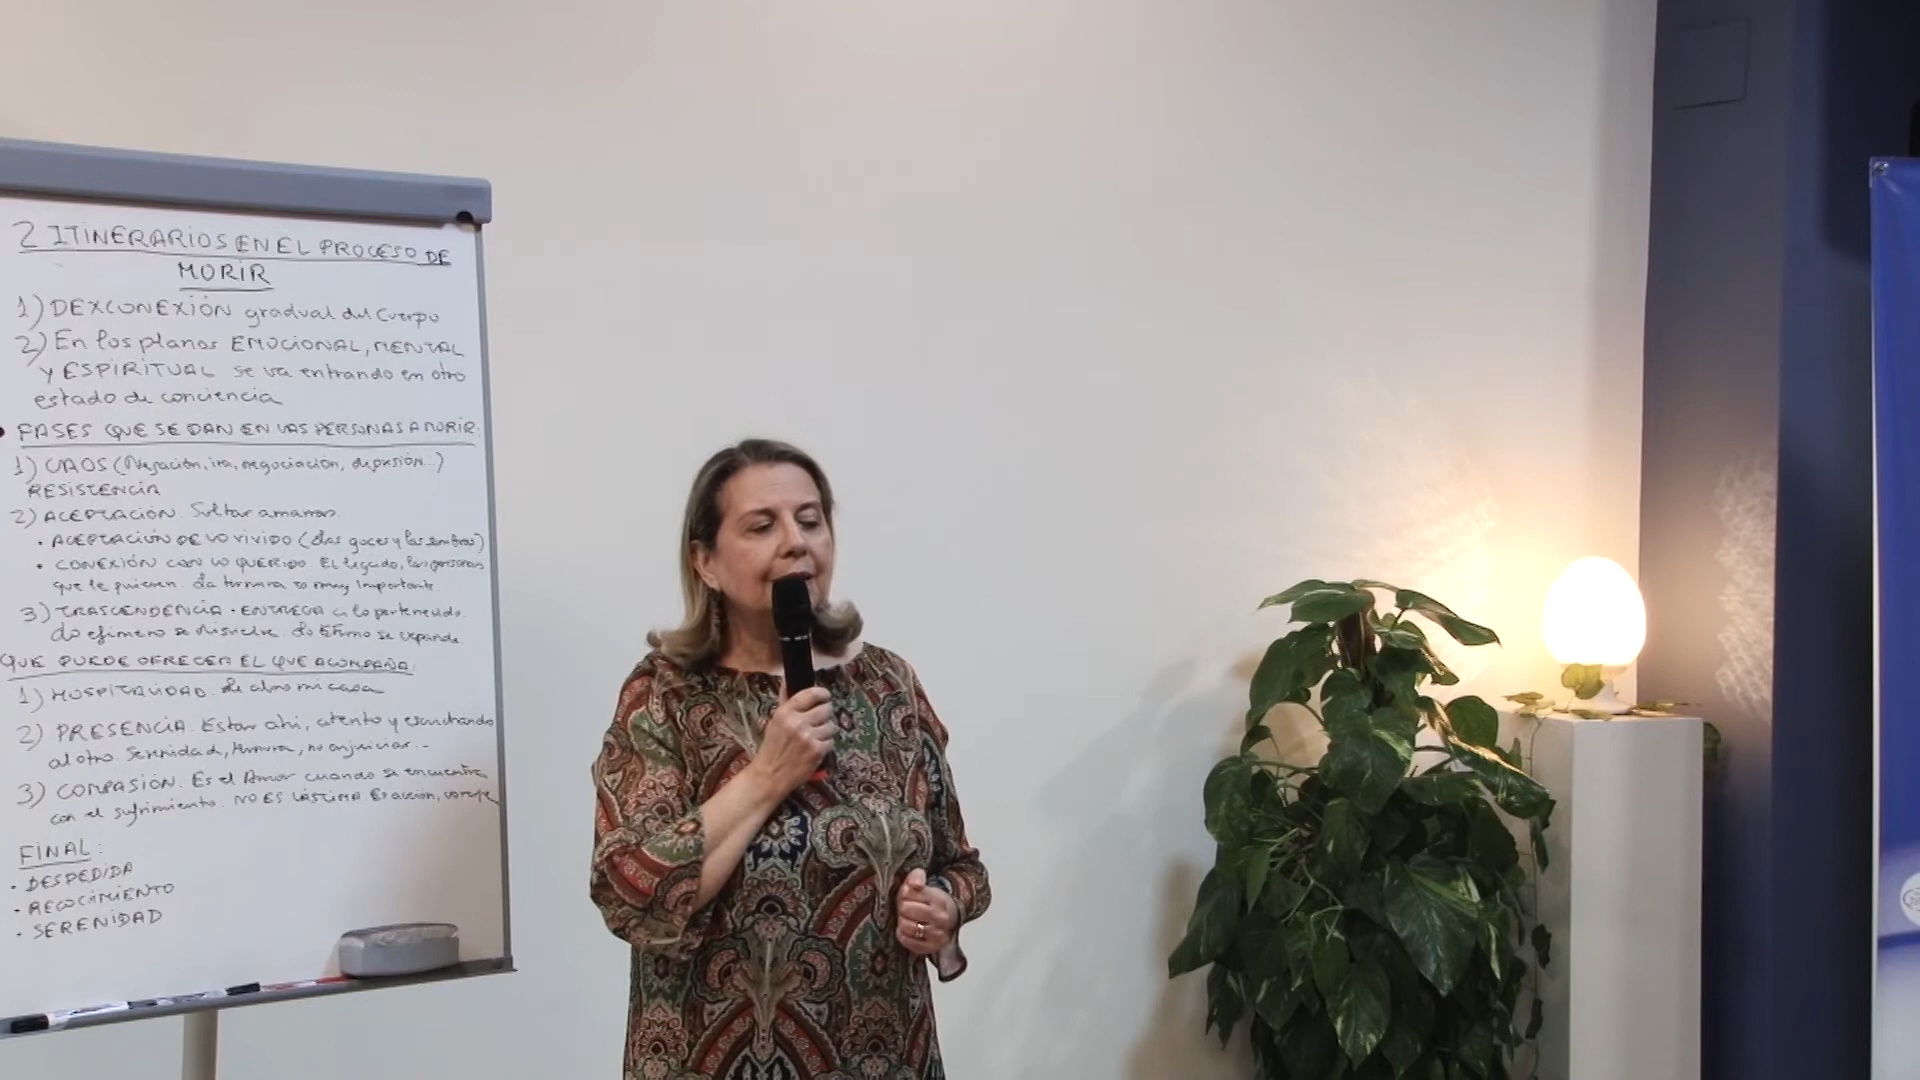 2 ITINERARIOS EN EL PROCESO DE
MORIR
1) DEXCONEXIÓN gradual del Cuerpo
2) En los planos EMOCIONAL, MENTAL
Y ESPIRITUAL se va entrando en otro
estado de conciencia
• FASES QUE SE DAN EN LAS PERSONAS A MORIR:
1) CAOS (Negación, ira, negociación, depresión...)
RESISTENCIA
2) ACEPTACIÓN. Soltar amarras.
• ACEPTACIÓN DE LO VIVIDO (Las goces y las sombras)
• CONEXIÓN CON LO QUERIDO El legado, las personas
que le quieren. La ternura es muy importante.
3) TRASCENDENCIA • ENTREGA a lo
Lo efímero se disuelve. Lo Eterno se expande
QUE PUEDE OFRECER EL QUE ACOMPAÑA:
1) HOSPITALIDAD. Le abro mi casa
2) PRESENCIA. Estar ahí, atento y escuchando
al otro. Serenidad, ternura, no enjuiciar...
3) COMPASIÓN. Es el Amor cuando se encuentra
con el sufrimiento. NO ES LÁSTIMA Es acción,
FINAL:
• DESPEDIDA
• RECOCIMIENTO
• SERENIDAD